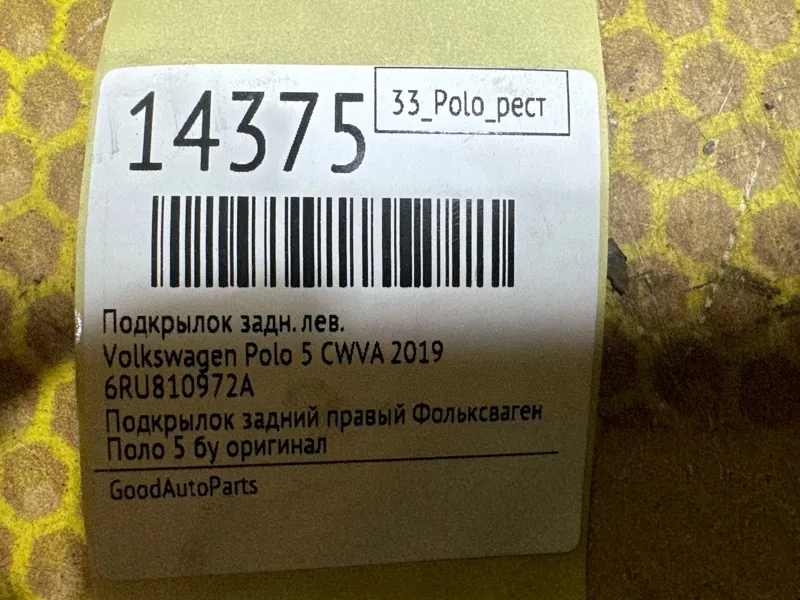 14375
33_Polo_рест
Подкрылок задн. лев.
Volkswagen Polo 5 CWVA 2019
6RU810972A
Подкрылок задний правый Фольксваген
Поло 5 бу оригинал
GoodAutoParts